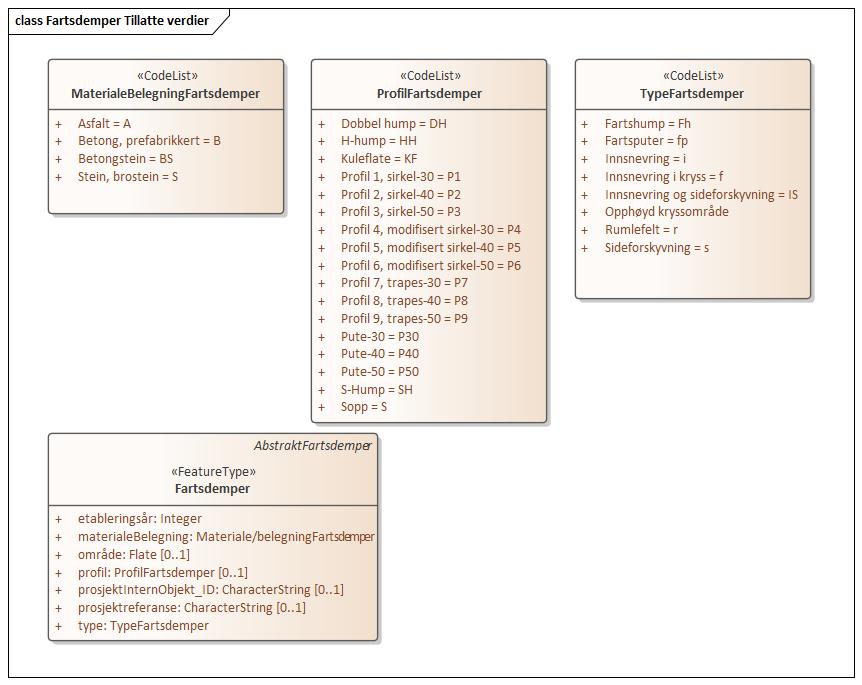 class Fartsdemper Tillatte verdier
«CodeList»
MaterialeBelegningFartsdemper
+ Asfalt = A
+ Betong, prefabrikkert = B
+ Betongstein = BS
+ Stein, brostein = S
«CodeList»
ProfilFartsdemper
+ Dobbel hump = DH
+ H-hump = HH
+ Kuleflate = KF
+ Profil 1, sirkel-30 = P1
+ Profil 2, sirkel-40 = P2
+ Profil 3, sirkel-50 = P3
+ Profil 4, modifisert sirkel-30 = P4
+ Profil 5, modifisert sirkel-40 = P5
+ Profil 6, modifisert sirkel-50 = P6
+ Profil 7, trapes-30 = P7
+ Profil 8, trapes-40 = P8
+ Profil 9, trapes-50 = P9
+ Pute-30 = P30
+ Pute-40 = P40
+ Pute-50 = P50
+ S-Hump = SH
+ Sopp = S
«CodeList»
TypeFartsdemper
+ Fartshump = Fh
+ Fartsputer = fp
+ Innsnevring = i
+ Innsnevring i kryss = f
+ Innsnevring og sideforskyvning = IS
+ Opphøyd kryssområde
+ Rumlefelt = r
+ Sideforskyvning = s
AbstraktFartsdemper
«FeatureType»
Fartsdemper
+ etableringsår: Integer
+ materialeBelegning: Materiale/belegningFartsdemper
+ område: Flate [0..1]
+ profil: ProfilFartsdemper [0..1]
+ prosjektInternObjekt_ID: CharacterString [0..1]
+ prosjektreferanse: CharacterString [0..1]
+ type: TypeFartsdemper